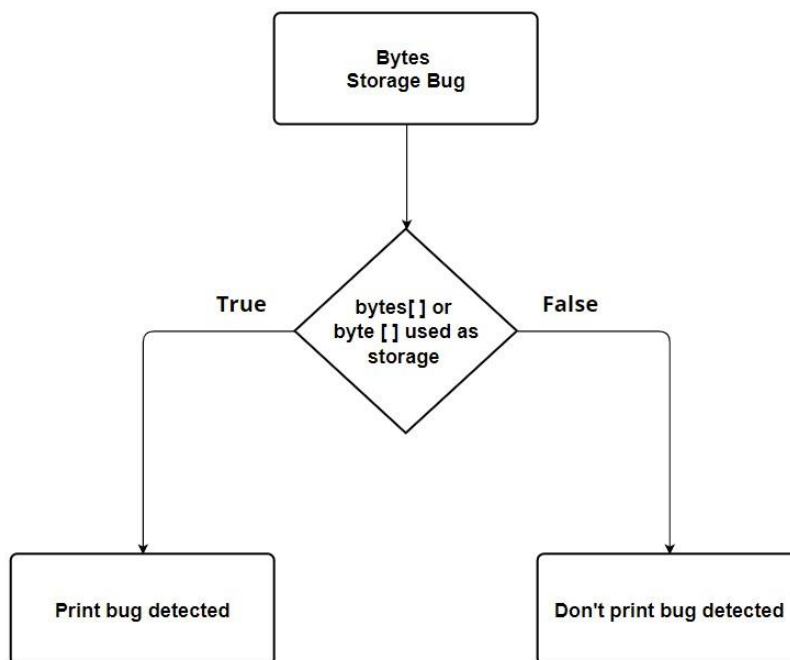 Bytes
Storage Bug
True
False
bytes[ ] or
byte [ ] used as
storage
Print bug detected
Don't print bug detected